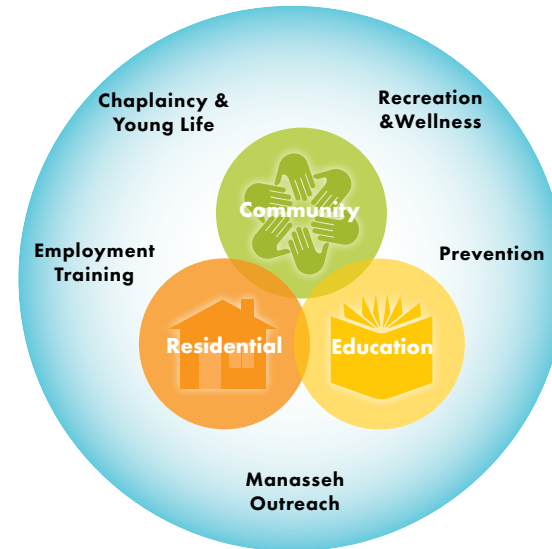 Chaplaincy &
Young Life
Recreation
&Wellness
Community
Employment
Training
Prevention
Residential
Education
Manasseh
Outreach